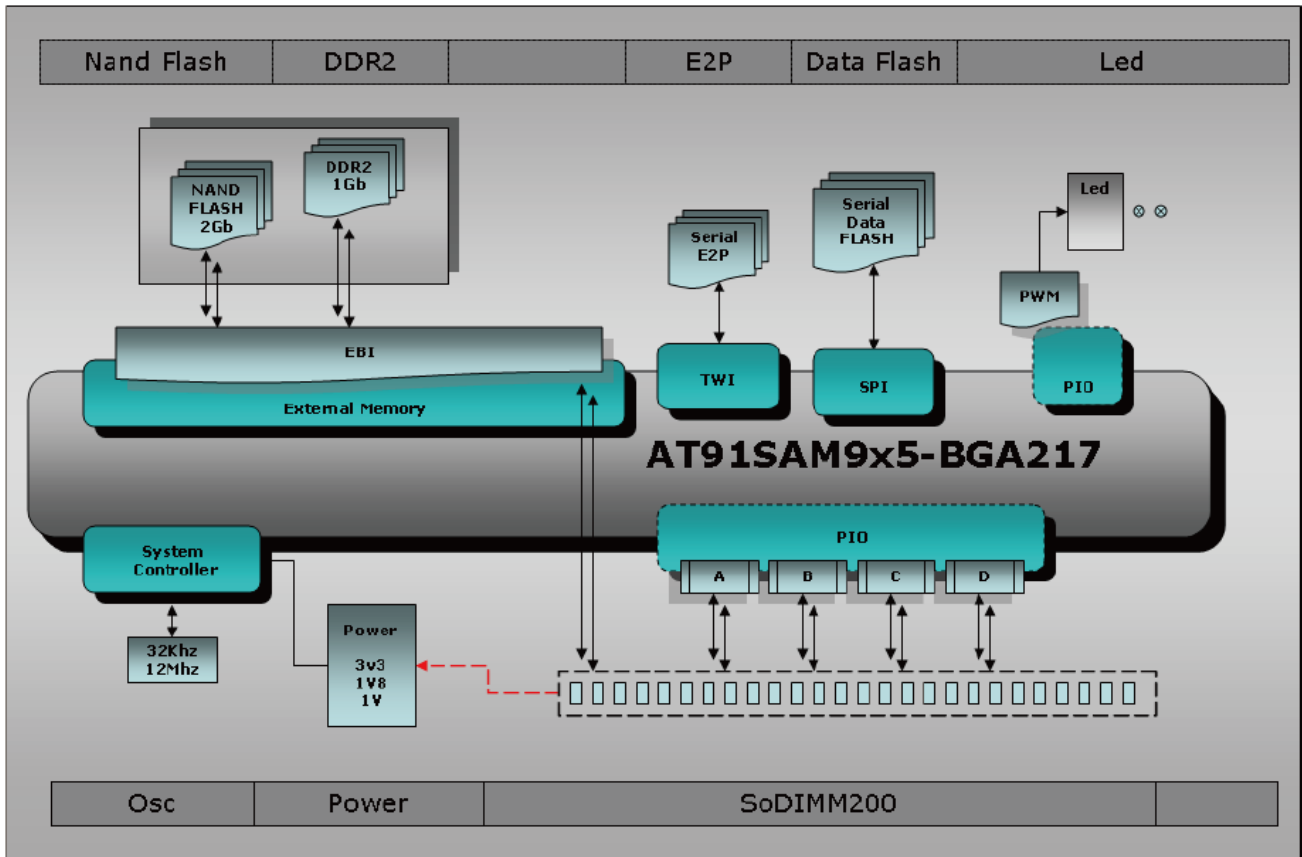 Nand Flash
DDR2
E2P
Data Flash
Led
NAND
FLASH
2Gb
DDR2
1Gb
Serial
E2P
Serial
Data
FLASH
Led
PWM
EBI
External Memory
TWI
SPI
PIO
AT91SAM9x5-BGA217
System
Controller
PIO
A
B
C
D
32Khz
12Mhz
Power
3v3
1V8
1V
Osc
Power
SoDIMM200